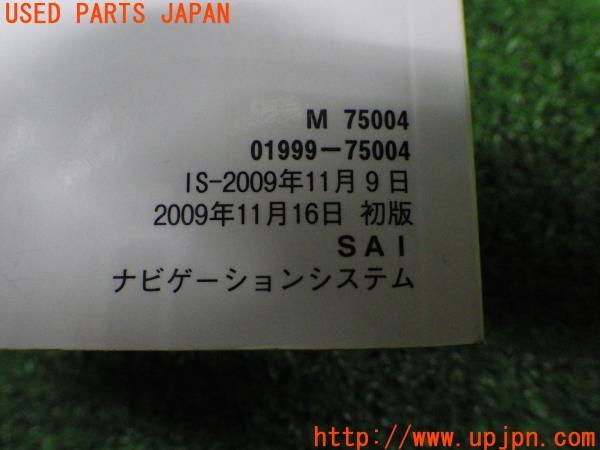 USED PARTS JAPAN
M 75004
01999-75004
IS-2009年11月9日
2009年11月16日 初版
SAI
ナビゲーションシステム
http://www.upjpn.com/